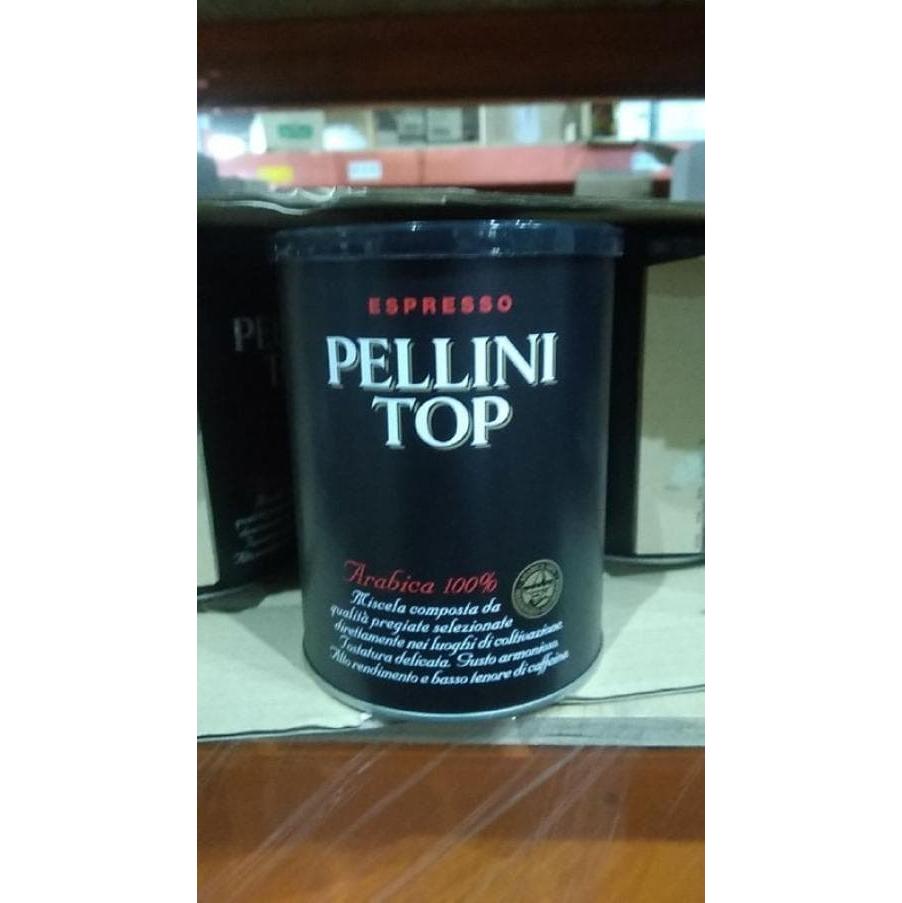 ESPRESSO
PELLINI
TOP
Arabica 100%
Miscela composta da
qualità pregiate selezionate
direttamente nei luoghi di coltivazione.
Tostatura delicata. Gusto armonioso.
Alto rendimento e basso tenore di caffeina.